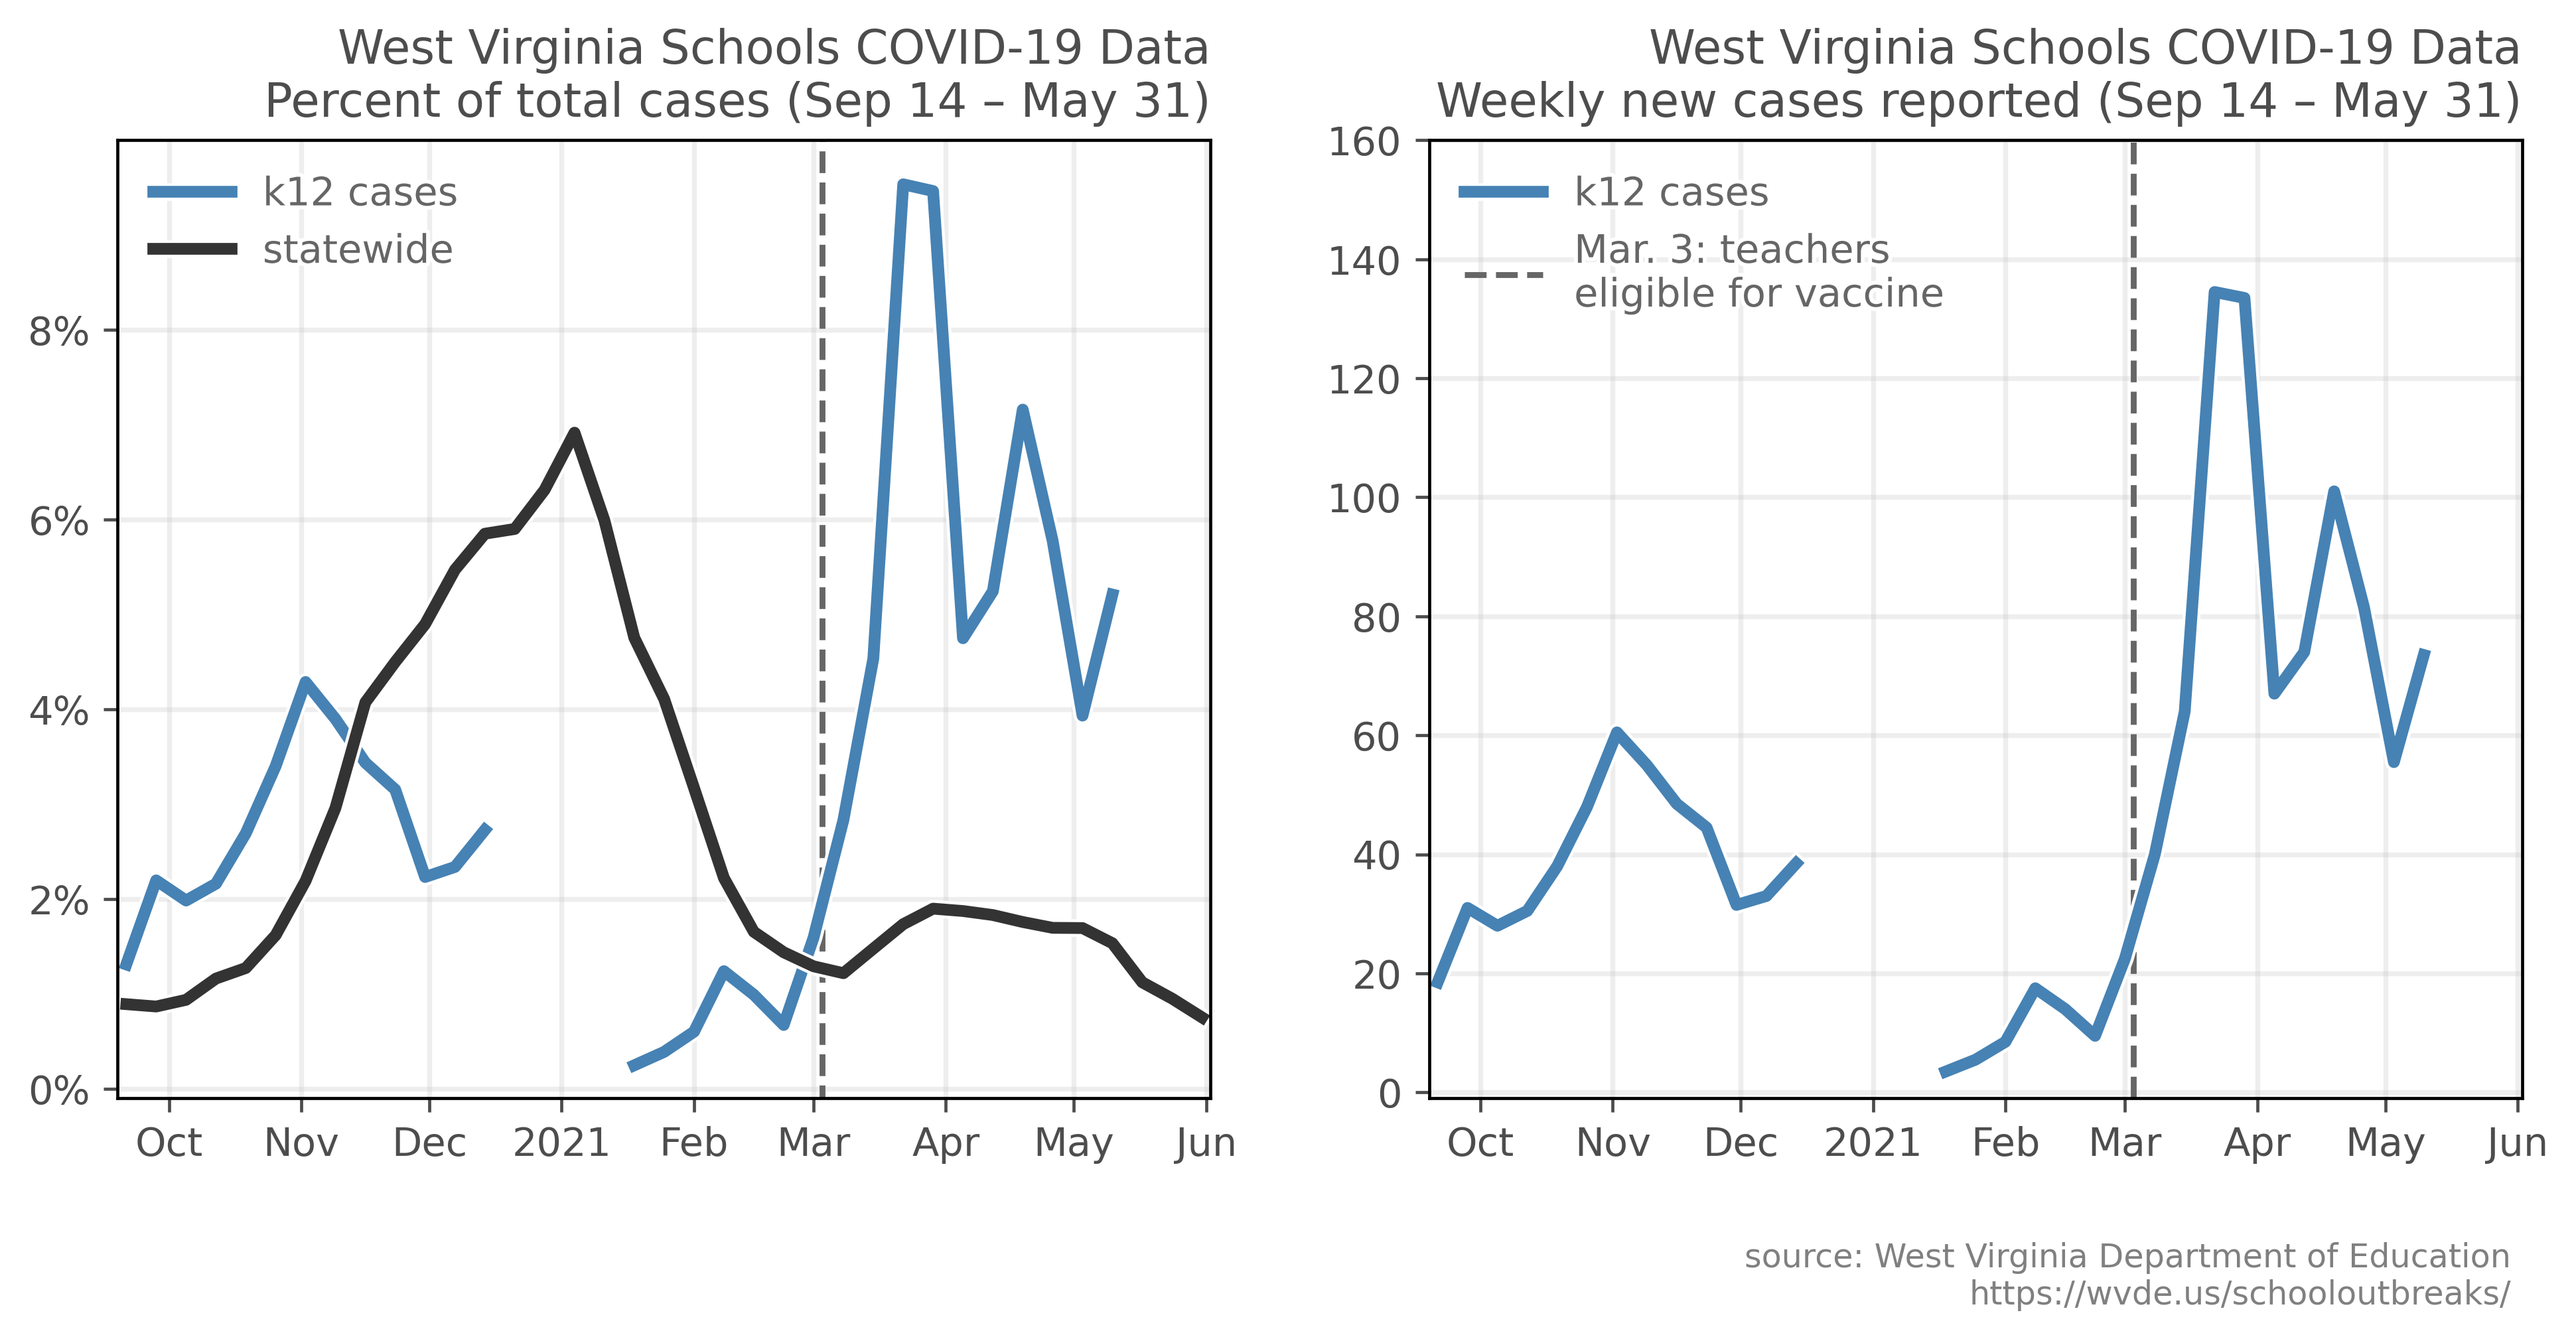 West Virginia Schools COVID-19 Data
Percent of total cases (Sep 14 – May 31)
k12 cases
statewide
8%
6%
4%
2%
0%
Oct Nov Dec 2021 Feb Mar Apr May Jun
West Virginia Schools COVID-19 Data
Weekly new cases reported (Sep 14 – May 31)
160
k12 cases
Mar. 3: teachers
eligible for vaccine
140
120
100
80
60
40
20
0
Oct Nov Dec 2021 Feb Mar Apr May Jun
source: West Virginia Department of Education
https://wvde.us/schooloutbreaks/